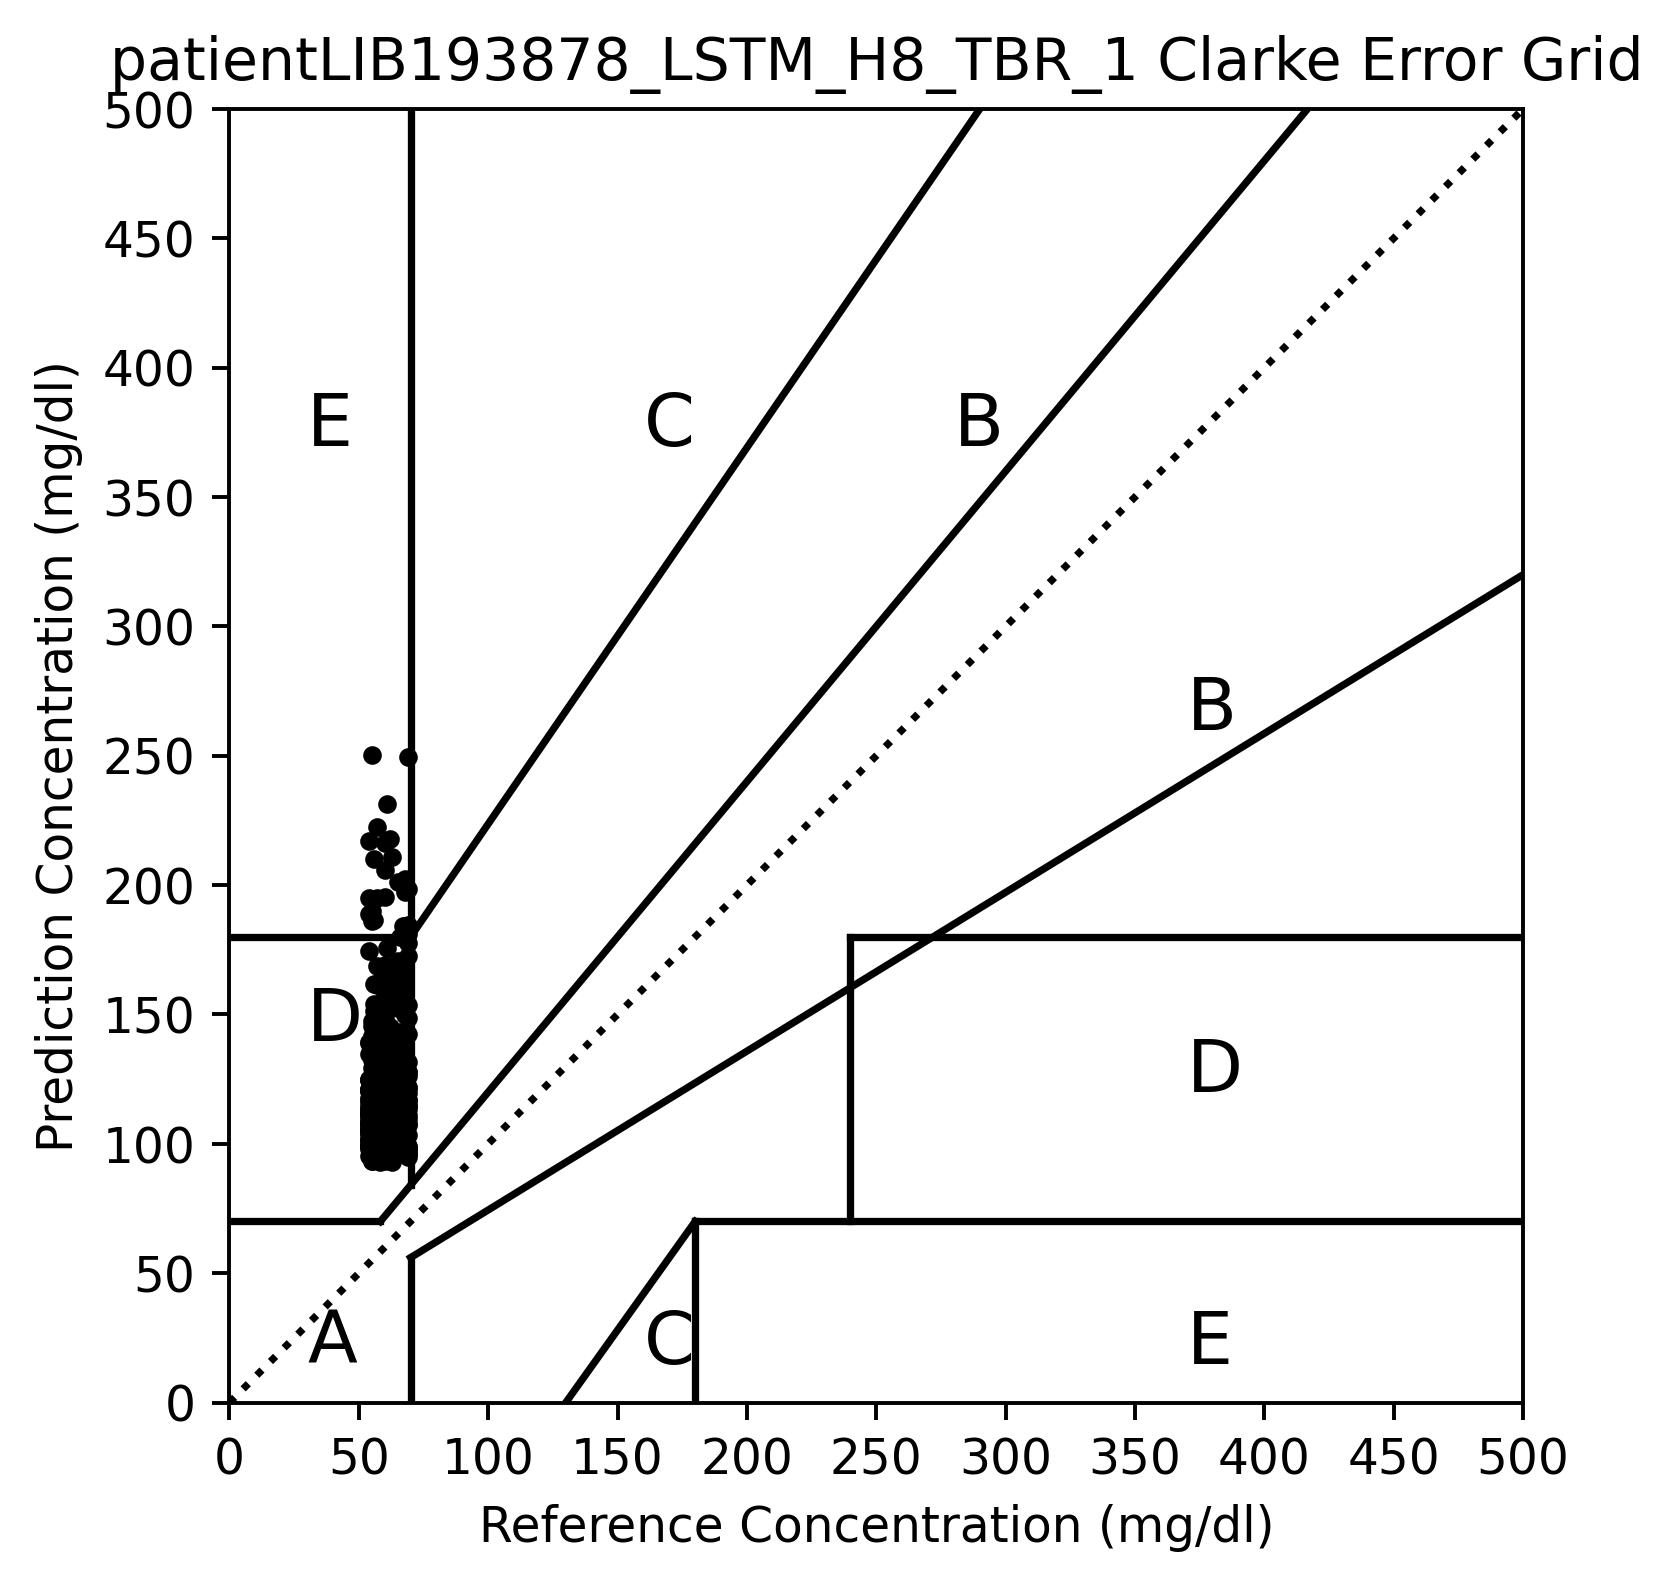 patientLIB193878_LSTM_H8_TBR_1 Clarke Error Grid
500
450
400
350
300
250
200
150
100
50
0
Prediction Concentration (mg/dl)
E
C
B
B
D
D
A
C
E
0 50 100 150 200 250 300 350 400 450 500
Reference Concentration (mg/dl)